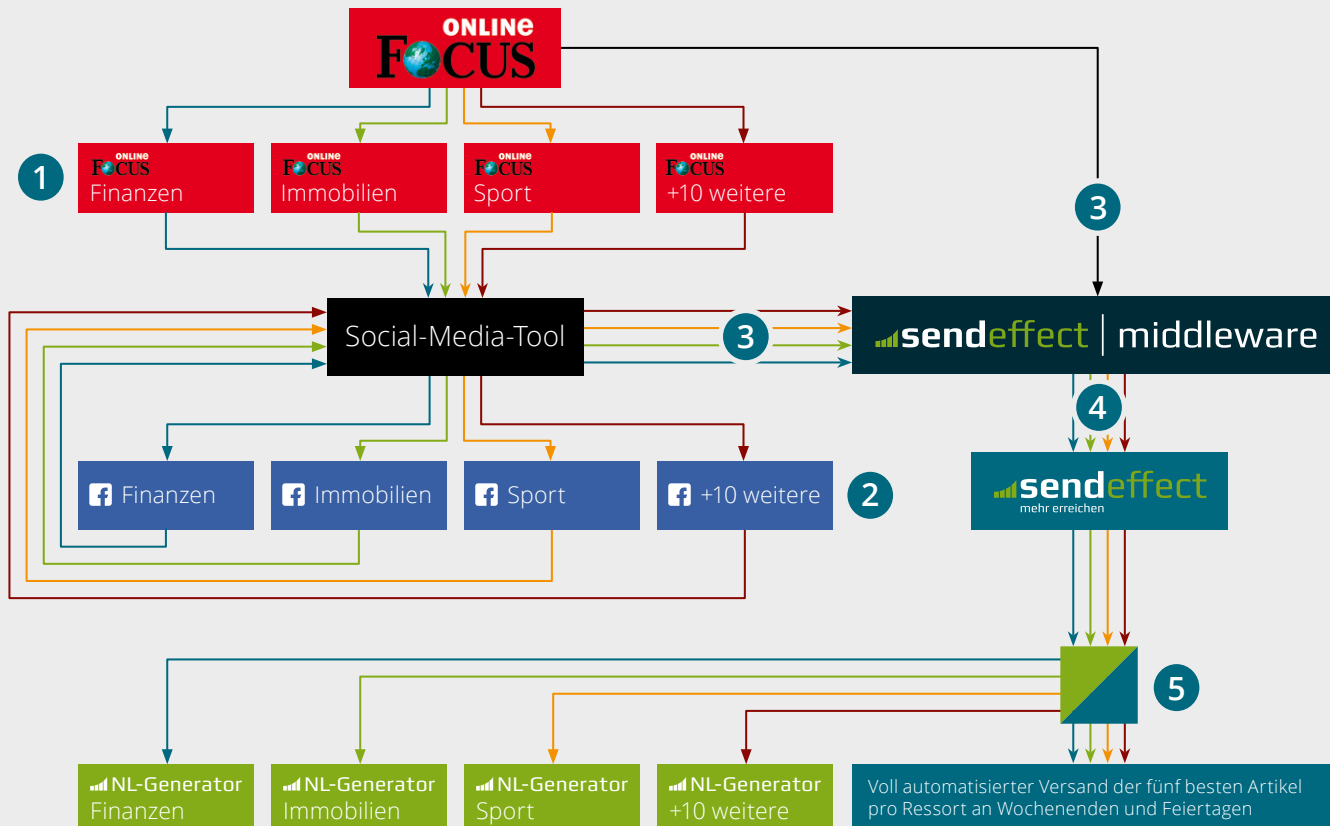 ONLINE
FOCUS
ONLINE
FOCUS
Finanzen
ONLINE
FOCUS
Immobilien
ONLINE
FOCUS
Sport
ONLINE
FOCUS
+10 weitere
1
3
Social-Media-Tool
3
sendeffect | middleware
4
Finanzen
Immobilien
Sport
+10 weitere
2
sendeffect
mehr erreichen
5
NL-Generator
Finanzen
NL-Generator
Immobilien
NL-Generator
Sport
NL-Generator
+10 weitere
Voll automatisierter Versand der fünf besten Artikel
pro Ressort an Wochenenden und Feiertagen